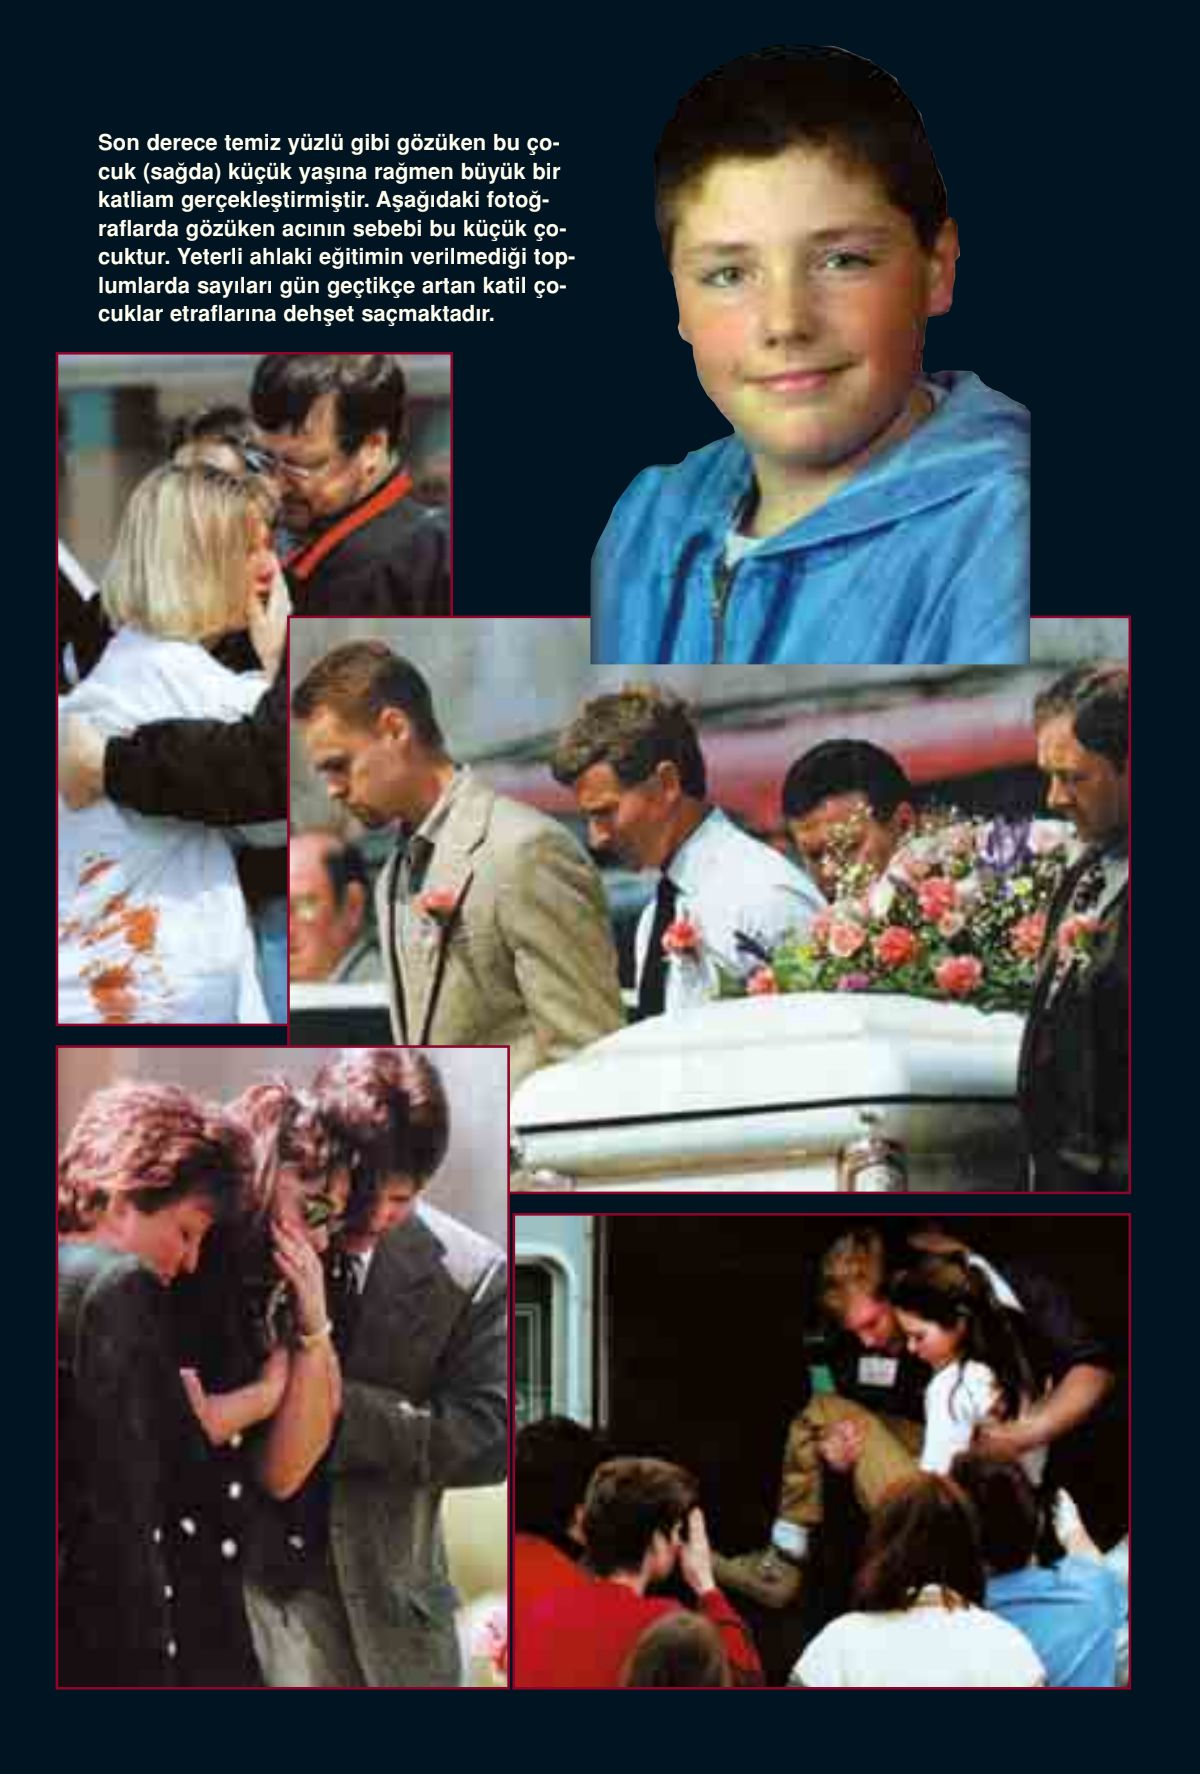 Son derece temiz yüzlü gibi gözüken bu ço-
cuk (sağda) küçük yaşına rağmen büyük bir
katliam gerçekleştirmiştir. Aşağıdaki fotoğ-
raflarda gözüken acının sebebi bu küçük ço-
cuktur. Yeterli ahlaki eğitimin verilmediği top-
lumlarda sayıları gün geçtikçe artan katil ço-
cuklar etraflarına dehşet saçmaktadır.